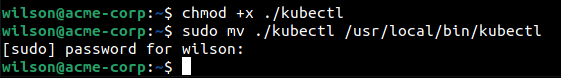 wilson@acme-corp:~$ chmod +x ./kubectl
wilson@acme-corp:~$ sudo mv ./kubectl /usr/local/bin/kubectl
[sudo] password for wilson:
wilson@acme-corp:~$